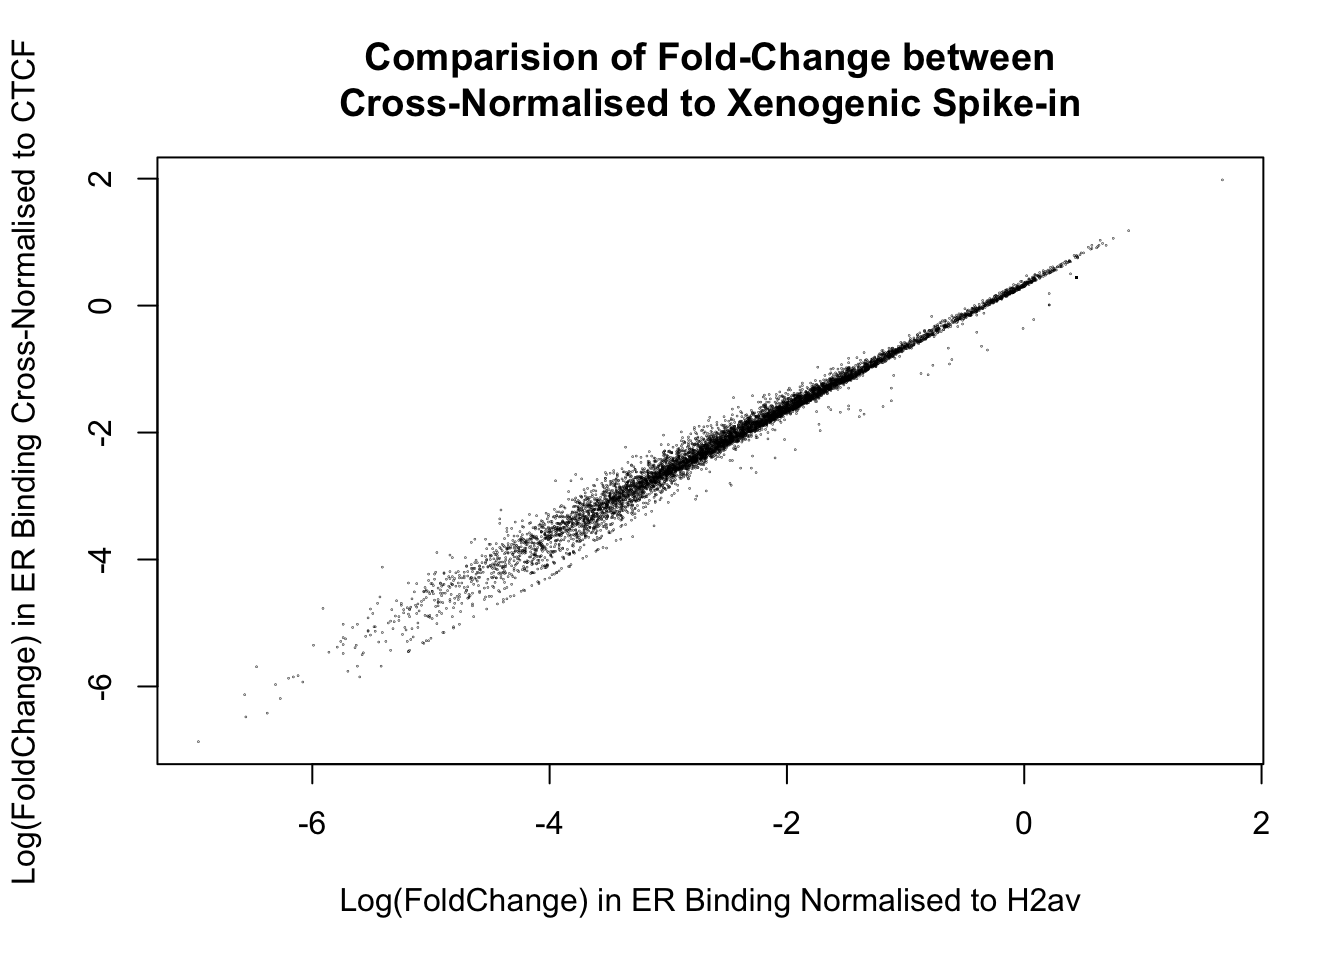 Comparision of Fold-Change between
Cross-Normalised to Xenogenic Spike-in
Log(FoldChange) in ER Binding Cross-Normalised to CTCF
2
0
-2
-4
-6
-6
-4
-2
0
2
Log(FoldChange) in ER Binding Normalised to H2av